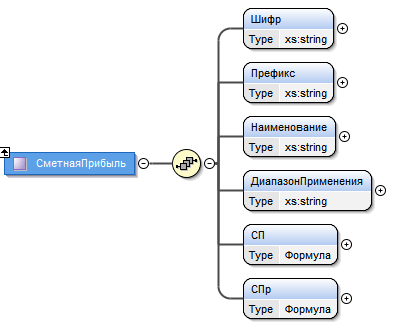 Шифр
Type xs:string
Префикс
Type xs:string
Наименование
Type xs:string
СметнаяПрибыль
ДиапазонПрименения
Type xs:string
СП
Type Формула
СПр
Type Формула